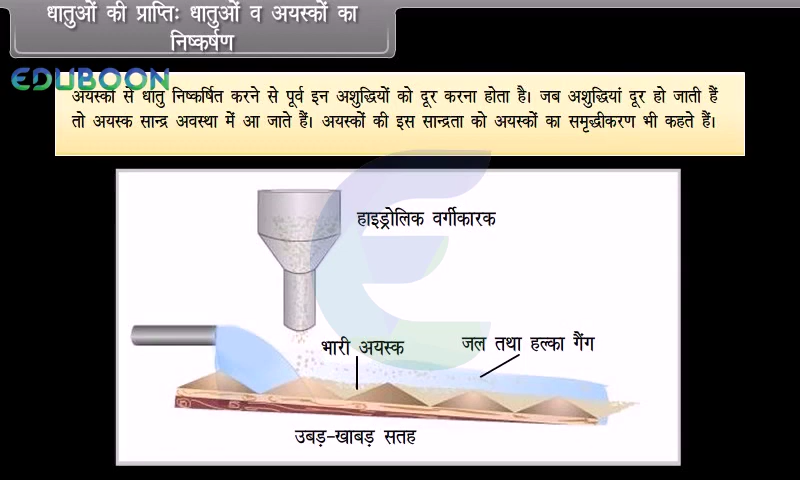 धातुओं की प्राप्तिः धातुओं व अयस्कों का
निष्कर्षण
EDUBOON
अयस्कों से धातु निष्कर्षित करने से पूर्व इन अशुद्धियों को दूर करना होता है। जब अशुद्धियां दूर हो जाती हैं
तो अयस्क सान्द्र अवस्था में आ जाते हैं। अयस्कों की इस सान्द्रता को अयस्कों का समृद्धीकरण भी कहते हैं।
हाइड्रोलिक वर्गीकारक
भारी अयस्क
जल तथा हल्का गैंग
उबड़-खाबड़ सतह